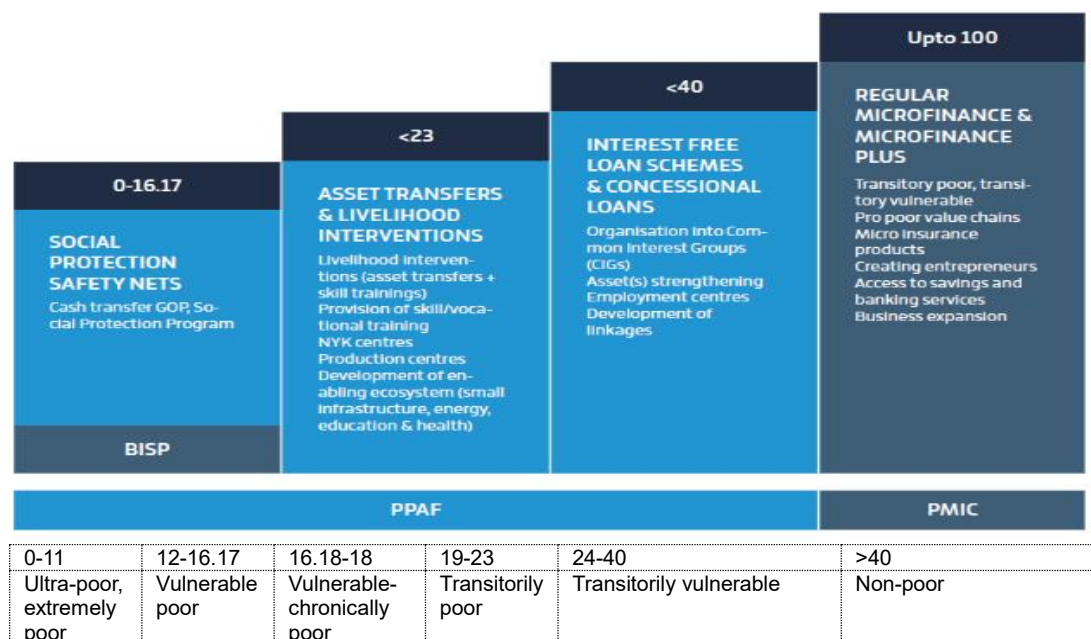 0-16.17
SOCIAL
PROTECTION
SAFETY NETS
Cash transfer GOP, So-
cial Protection Program
BISP
<23
ASSET TRANSFERS
& LIVELIHOOD
INTERVENTIONS
Livelihood interven-
tions (asset transfers +
skill trainings)
Provision of skill/voca-
tional training
NYK centres
Production centres
Development of en-
abling ecosystem (small
infrastructure, energy,
education & health)
<40
INTEREST FREE
LOAN SCHEMES
& CONCESSIONAL
LOANS
Organisation into Com-
mon Interest Groups
(CIGs)
Asset(s) strengthening
Employment centres
Development of
linkages
Upto 100
REGULAR
MICROFINANCE &
MICROFINANCE
PLUS
Transitory poor, transi-
tory vulnerable
Pro poor value chains
Micro insurance
products
Creating entrepreneurs
Access to savings and
banking services
Business expansion
PPAF PMIC
0-11 12-16.17 16.18-18 19-23 24-40 >40
Ultra-poor, Vulnerable Vulnerable- Transitorily Transitorily vulnerable Non-poor
extremely poor chronically poor
poor poor